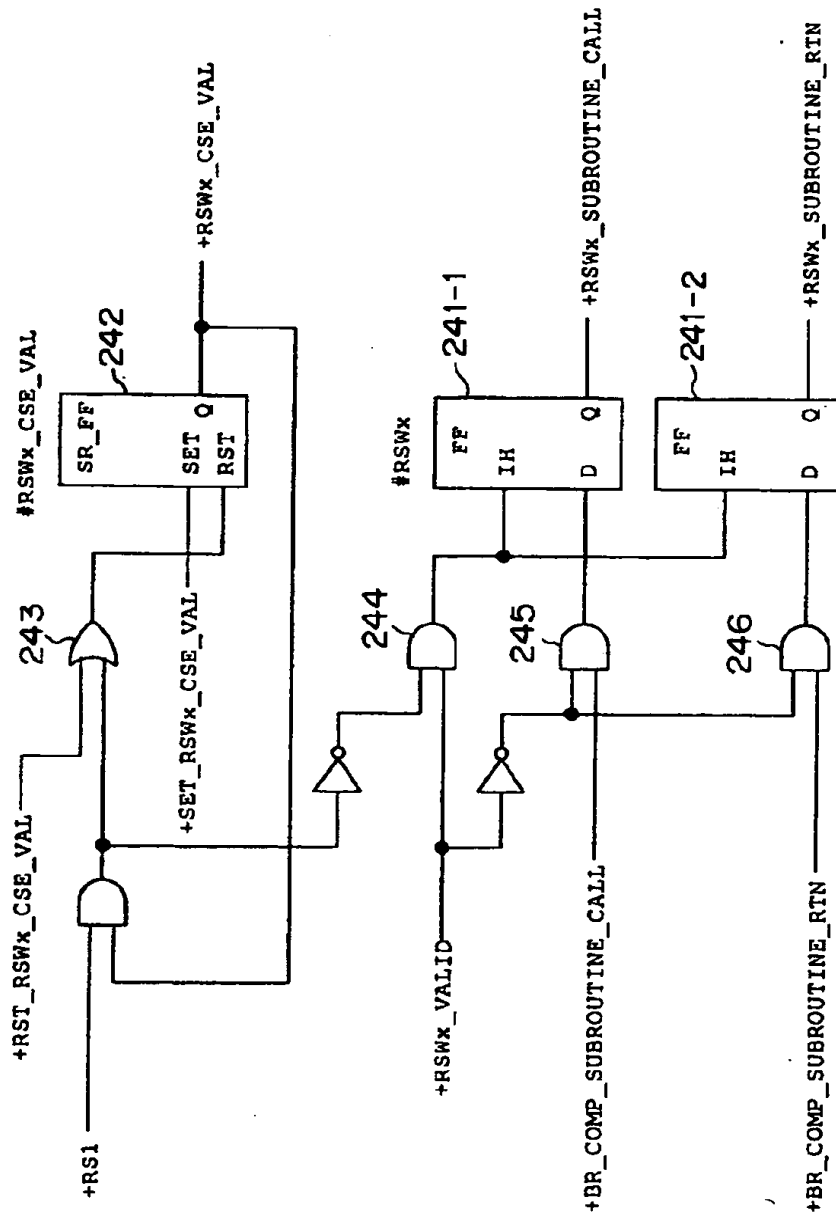 #RSWx_CSE_VAL
242
SR_FF
SET
RST
Q
+RSWx_CSE_VAL
243
+RST_RSWx_CSE_VAL
+SET_RSWx_CSE_VAL
+RS1
#RSWx
241-1
FF
IH
D
Q
+RSWx_SUBROUTINE_CALL
244
245
+RSWx_VALID
+BR_COMP_SUBROUTINE_CALL
241-2
FF
IH
D
Q
+RSWx_SUBROUTINE_RTN
246
+BR_COMP_SUBROUTINE_RTN